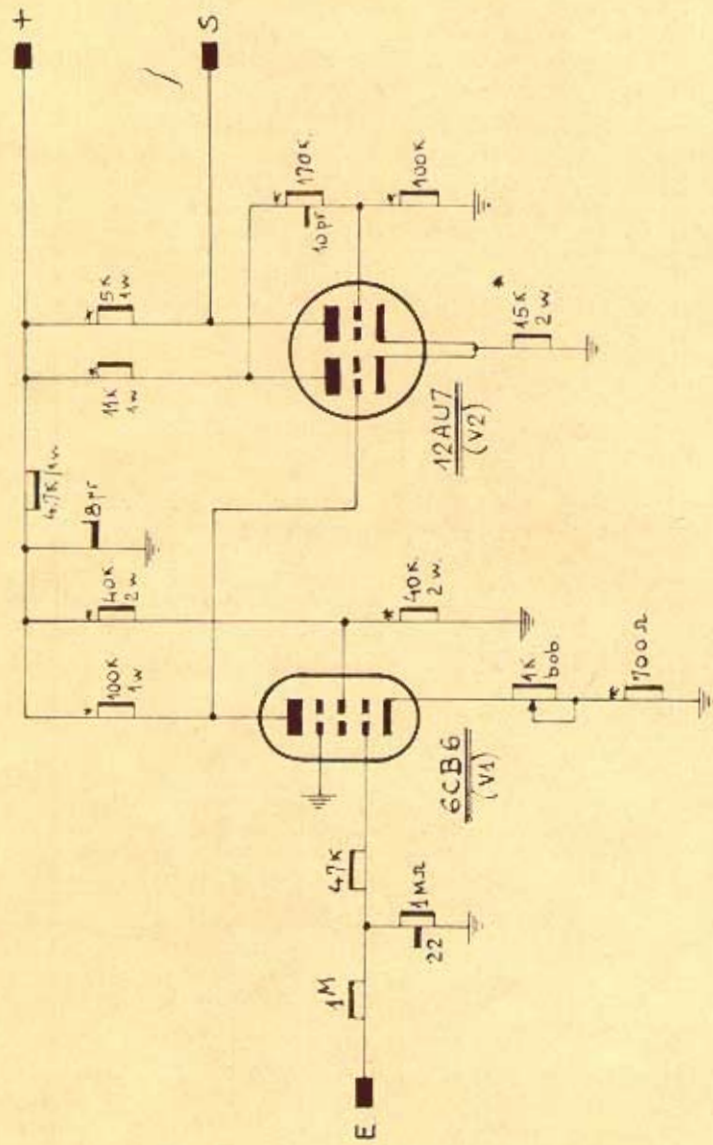 +
S
5K
1w
11K
1w
4.7K/1w
8µF
40K
2w
100K
1w
170K.
10pF
100K
15K.
2w.
12AU7
(V2)
40K.
2w.
1K
bob
700Ω
6CB6
(V1)
47K
1MΩ
22
1M
E